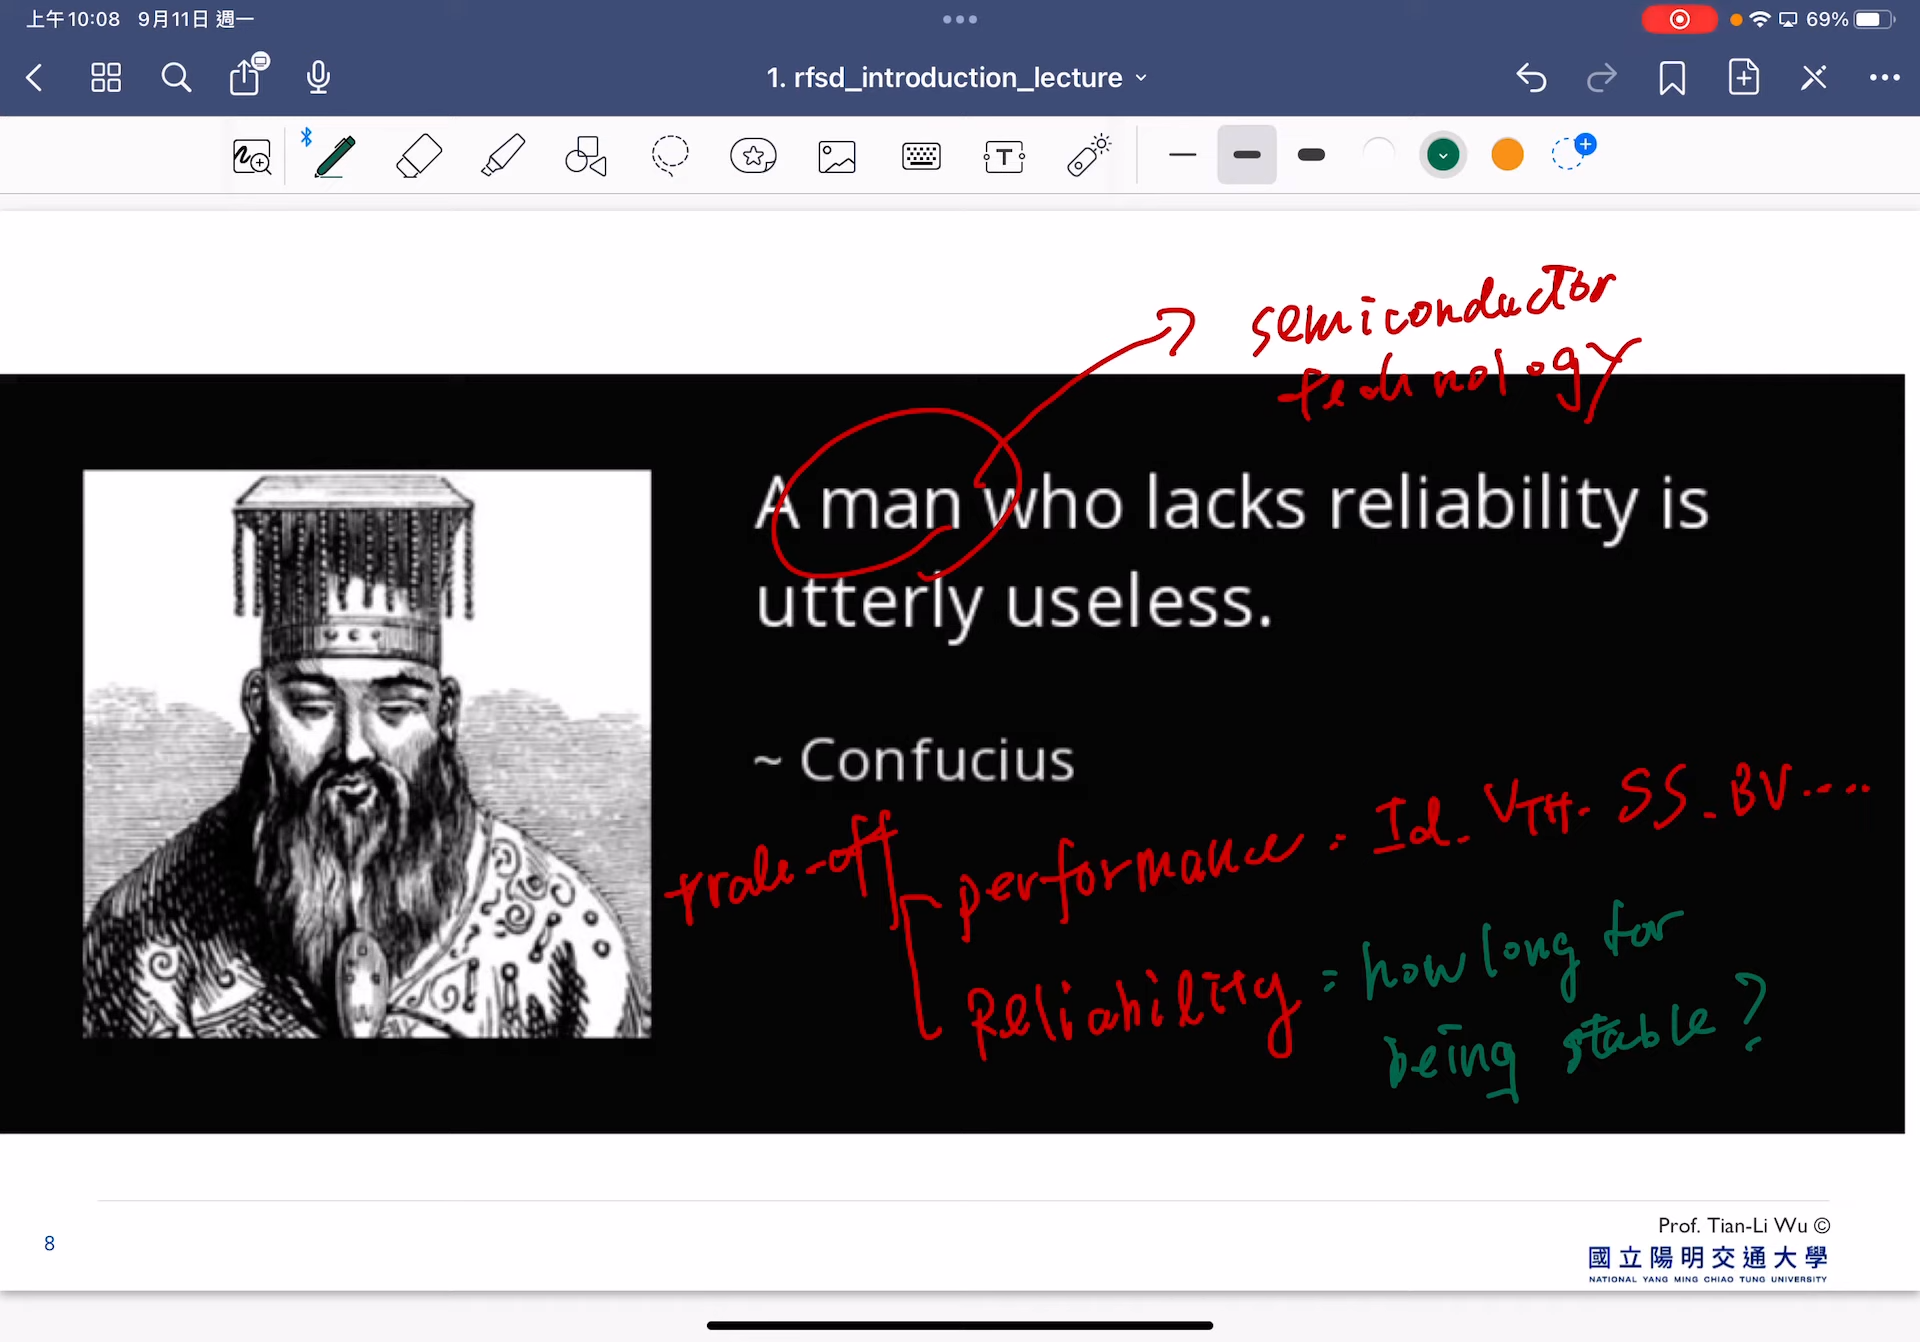 上午10:08 9月11日 週一
69%
1. rfsd_introduction_lecture
semiconductor
technology
A man who lacks reliability is
utterly useless.
~ Confucius
trade-off
performance : Id. VTH. SS. BV ....
Reliability : how long for
being stable ?
8
Prof. Tian-Li Wu ©
國立陽明交通大學
NATIONAL YANG MING CHIAO TUNG UNIVERSITY